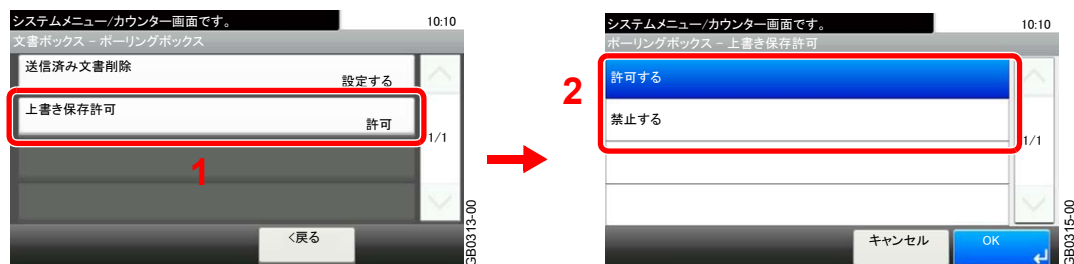 システムメニュー/カウンター画面です。
10:10
文書ボックス - ポーリングボックス
送信済み文書削除
設定する
上書き保存許可
許可
1/1
1
<戻る
GB0313-00
システムメニュー/カウンター画面です。
10:10
ポーリングボックス - 上書き保存許可
2
許可する
禁止する
1/1
キャンセル
OK
GB0315-00